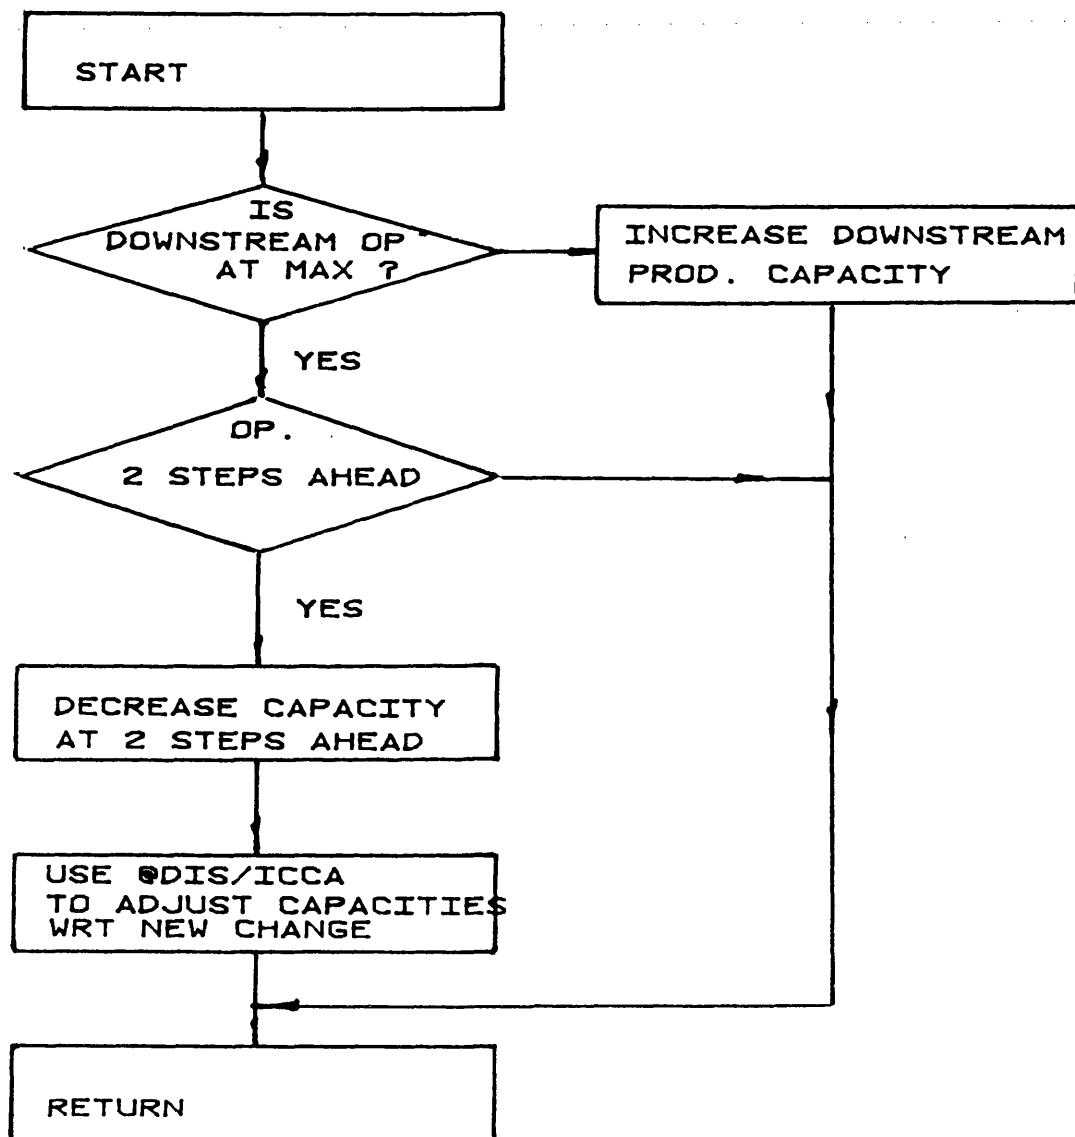 START
IS
DOWNSTREAM OP
AT MAX ?
INCREASE DOWNSTREAM
PROD. CAPACITY
YES
OP.
2 STEPS AHEAD
YES
DECREASE CAPACITY
AT 2 STEPS AHEAD
USE @DIS/ICCA
TO ADJUST CAPACITIES
WRT NEW CHANGE
RETURN